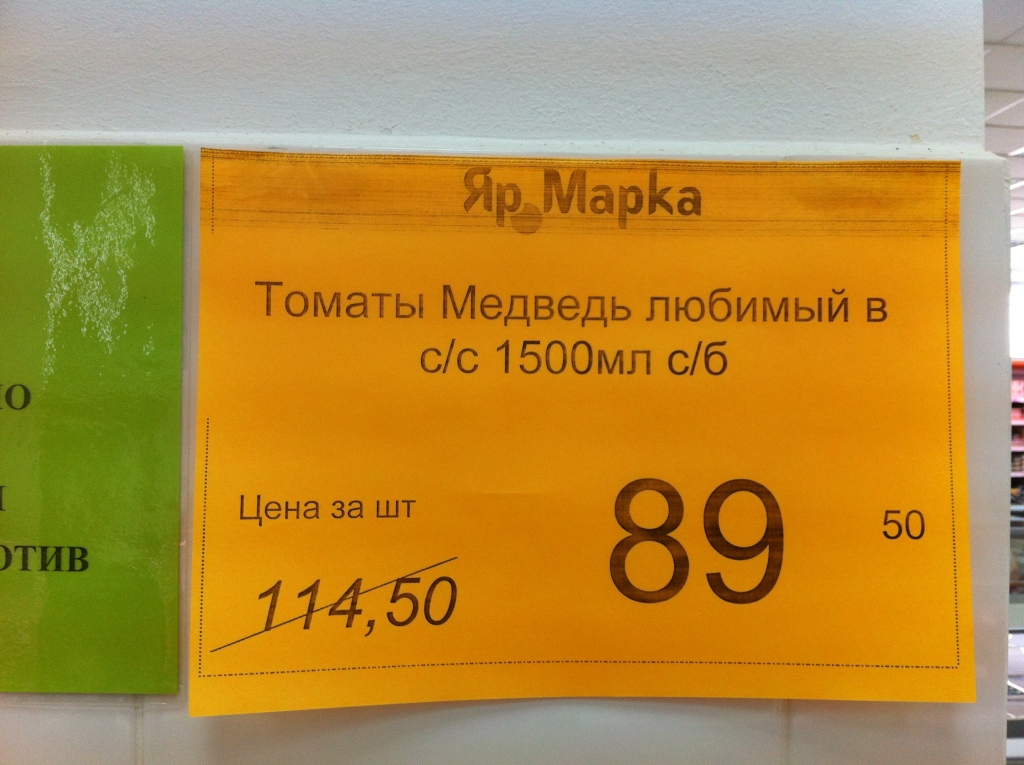 Яр Марка
Томаты Медведь любимый в
с/с 1500мл с/б
Цена за шт
89 50
114,50